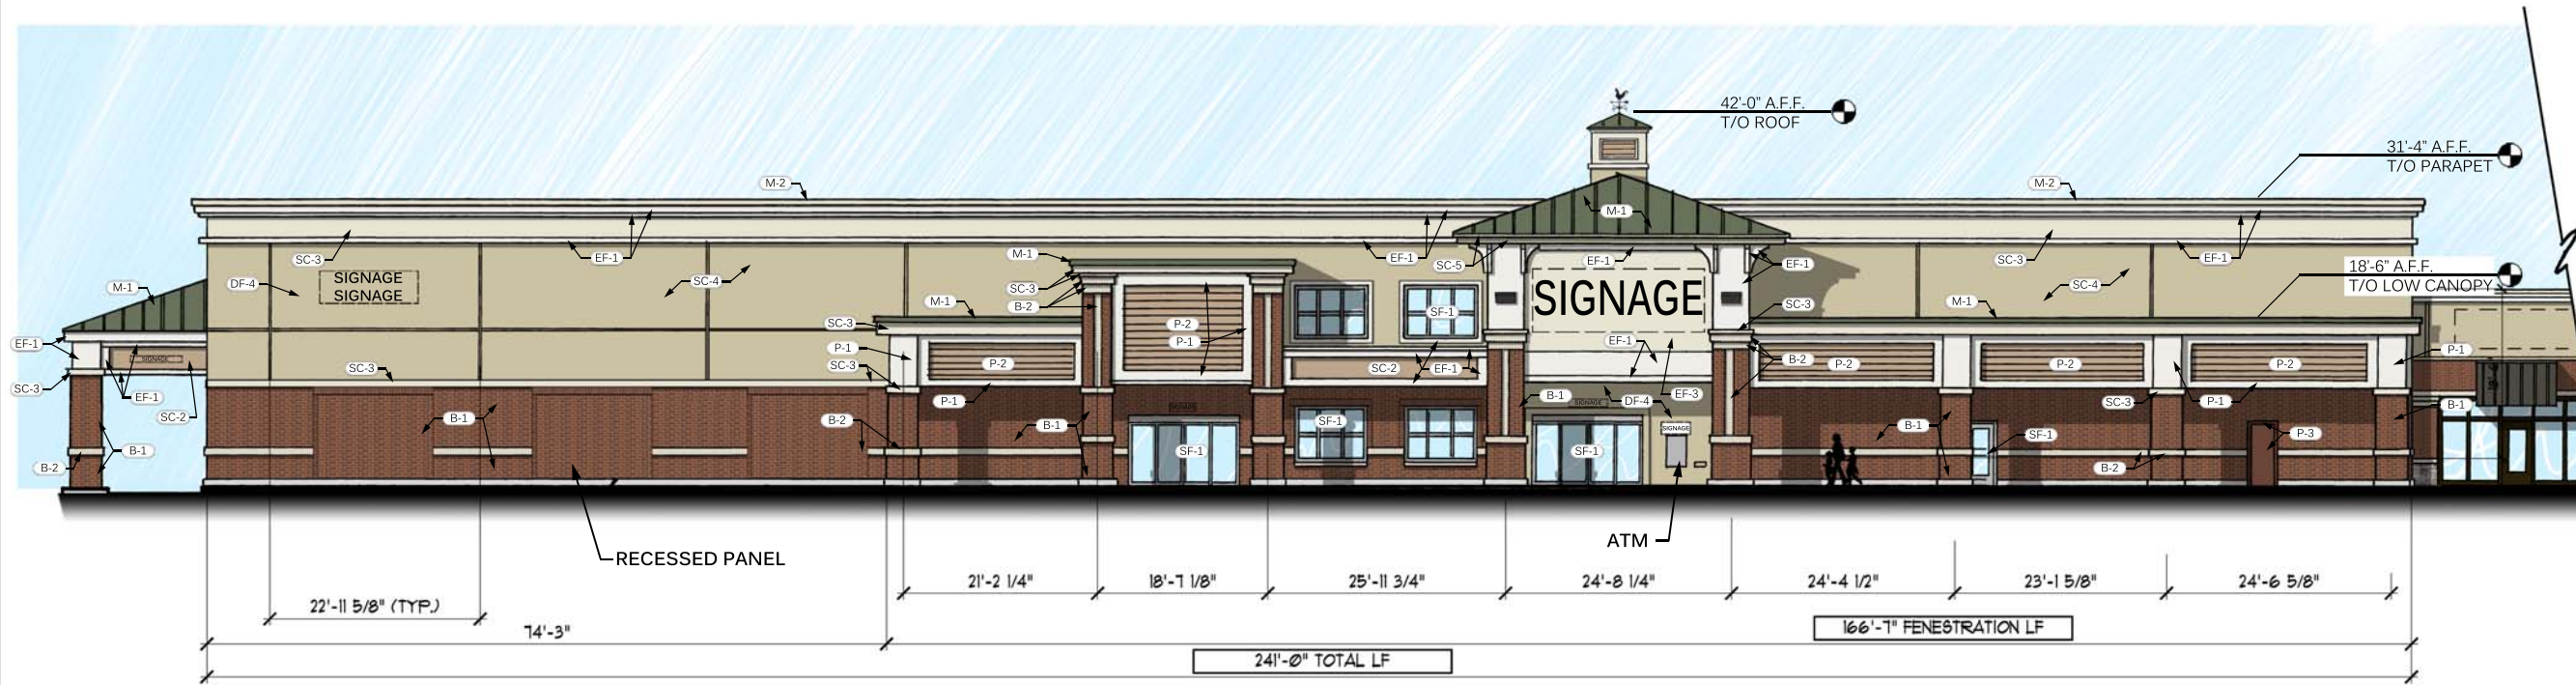 42'-0" A.F.F.
T/O ROOF
31'-4" A.F.F.
T/O PARAPET
M-2
M-2
M-1
SC-3
EF-1
M-1
EF-1
SC-5
EF-1
EF-1
SC-3
EF-1
18'-6" A.F.F.
T/O LOW CANOPY
M-1
DF-4
SIGNAGE
SIGNAGE
SC-4
SC-3
B-2
M-1
SC-3
SF-1
SIGNAGE
SC-3
M-1
SC-4
EF-1
SIGNAGE
P-1
P-2
P-1
EF-1
B-2
P-1
SC-3
EF-1
SC-2
SC-3
SC-3
P-2
P-1
SC-2
EF-1
B-1
SIGNAGE
DF-4
EF-3
P-2
P-2
P-2
SC-3
P-1
B-1
B-1
B-2
B-1
SIGNAGE
SF-1
SIGNAGE
B-1
SF-1
P-3
B-2
B-1
SF-1
SF-1
B-2
RECESSED PANEL
ATM
21'-2 1/4"
18'-7 1/8"
25'-11 3/4"
24'-8 1/4"
24'-4 1/2"
23'-1 5/8"
24'-6 5/8"
22'-11 5/8" (TYP.)
74'-3"
166'-7" FENESTRATION LF
241'-0" TOTAL LF